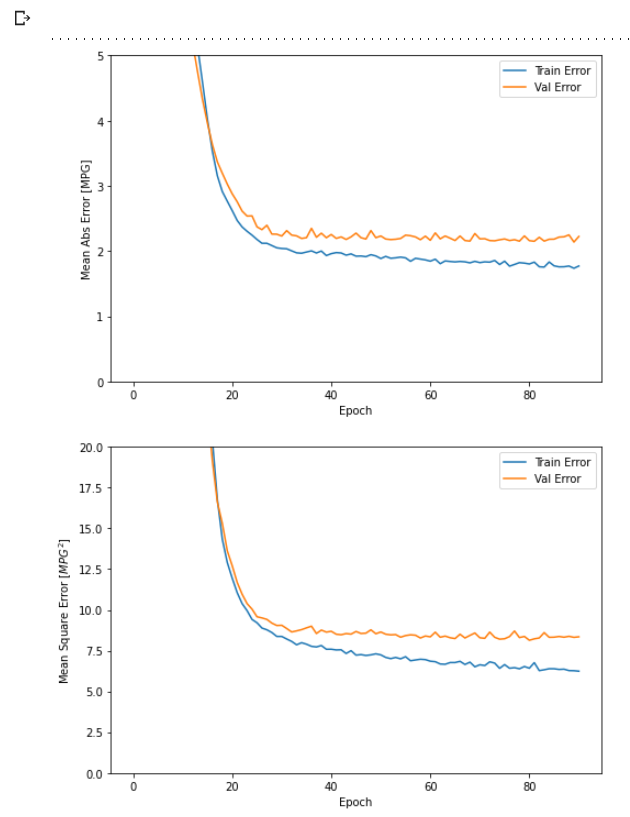 5
4
3
2
1
0
Mean Abs Error [MPG]
Train Error
Val Error
0 20 40 60 80
Epoch
20.0
17.5
15.0
12.5
10.0
7.5
5.0
2.5
0.0
Mean Square Error [MPG²]
Train Error
Val Error
0 20 40 60 80
Epoch